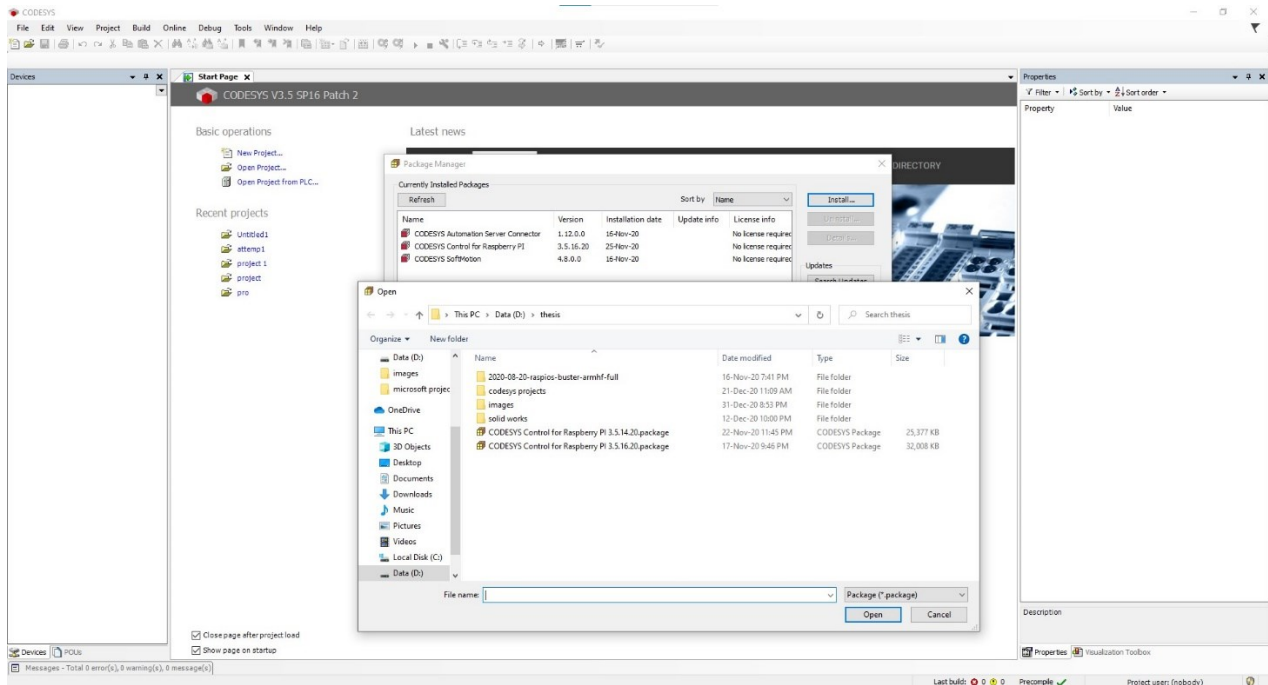 CODESYS
File Edit View Project Build Online Debug Tools Window Help
Devices
Start Page
Properties
CODESYS V3.5 SP16 Patch 2
Filter Sort by Sort order
Property Value
Basic operations
New Project...
Open Project...
Open Project from PLC...
Recent projects
Untitled1
attemp1
project 1
project
pro
Latest news
DIRECTORY
Package Manager
Currently Installed Packages
Refresh
Sort by Name
Install...
Name Version Installation date Update info License info
CODESYS Automation Server Connector 1.12.0.0 16-Nov-20 No license required
CODESYS Control for Raspberry PI 3.5.16.20 25-Nov-20 No license required
CODESYS SoftMotion 4.8.0.0 16-Nov-20 No license required
Updates
Open
This PC > Data (D:) > thesis
Search thesis
Organize New folder
Data (D:)
images
microsoft projec
OneDrive
This PC
3D Objects
Desktop
Documents
Downloads
Music
Pictures
Videos
Local Disk (C:)
Data (D:)
Name Date modified Type Size
2020-08-20-raspios-buster-armhf-full 16-Nov-20 7:41 PM File folder
codesys projects 21-Dec-20 11:09 AM File folder
images 31-Dec-20 8:53 PM File folder
solid works 12-Dec-20 10:00 PM File folder
CODESYS Control for Raspberry PI 3.5.14.20.package 22-Nov-20 11:45 PM CODESYS Package 25,377 KB
CODESYS Control for Raspberry PI 3.5.16.20.package 17-Nov-20 9:46 PM CODESYS Package 32,008 KB
File name: Package (*.package)
Open Cancel
Close page after project load
Show page on startup
Description
Devices POUs
Properties Visualization Toolbox
Messages - Total 0 error(s), 0 warning(s), 0 message(s)
Last build: 0 0 Precompile Project user: (nobody)